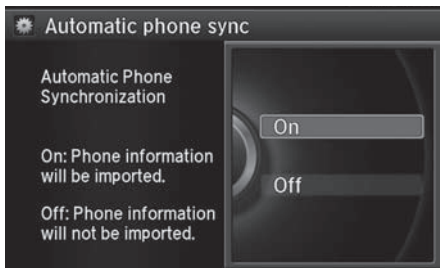 Automatic phone sync
Automatic Phone
Synchronization
On: Phone information
will be imported.
Off: Phone information
will not be imported.
On
Off